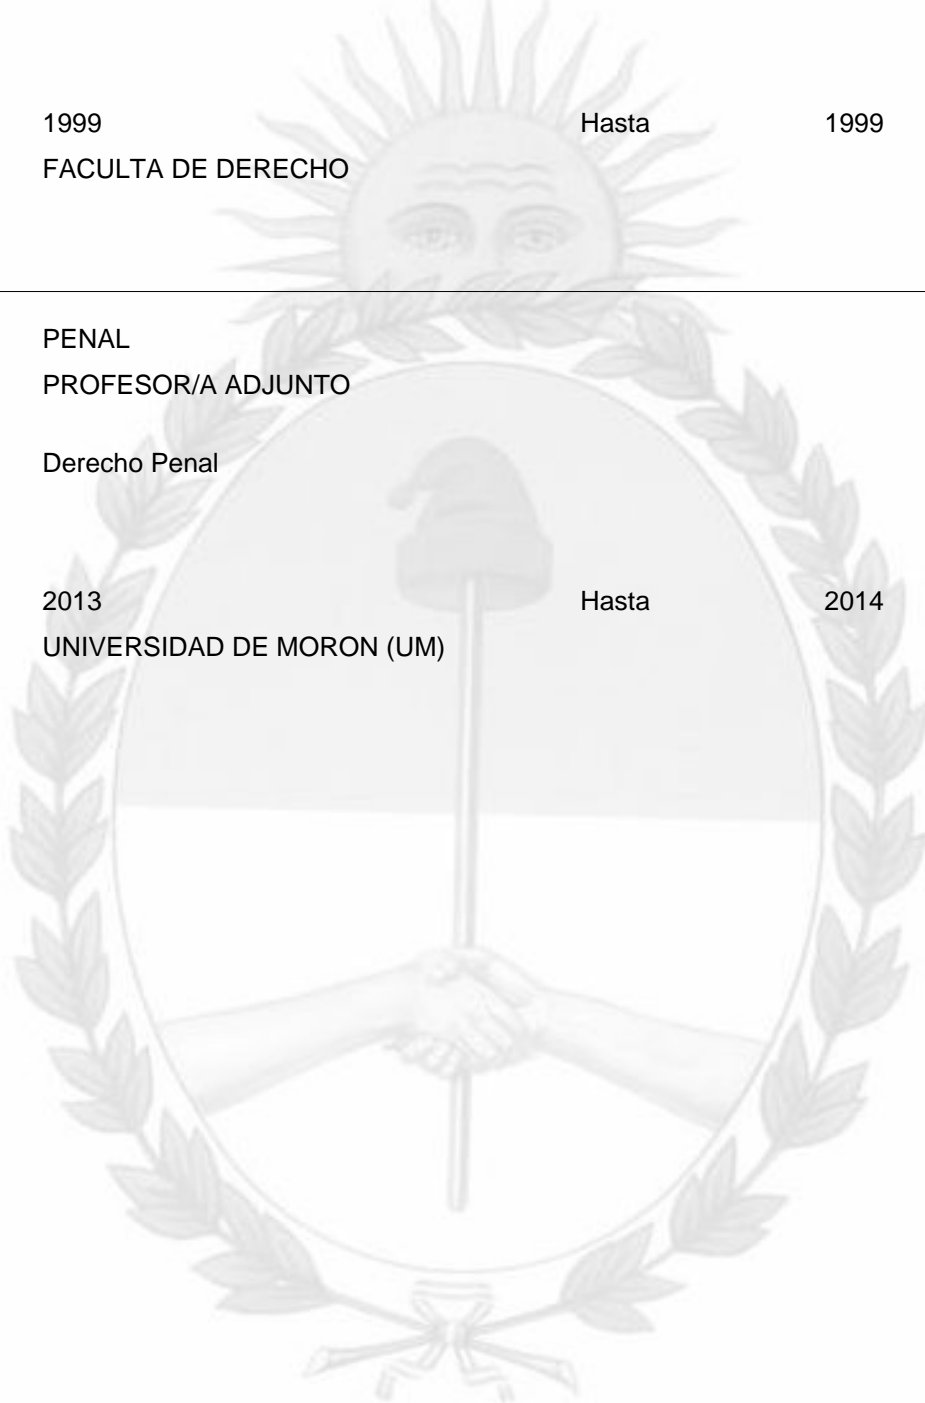 1999 Hasta 1999
FACULTA DE DERECHO
PENAL
PROFESOR/A ADJUNTO
Derecho Penal
2013 Hasta 2014
UNIVERSIDAD DE MORON (UM)